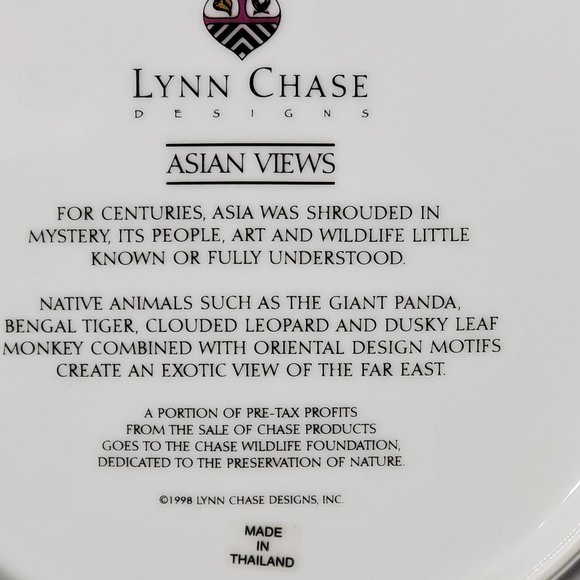 LYNN CHASE
DESIGNS
ASIAN VIEWS
FOR CENTURIES, ASIA WAS SHROUDED IN
MYSTERY, ITS PEOPLE, ART AND WILDLIFE LITTLE
KNOWN OR FULLY UNDERSTOOD.
NATIVE ANIMALS SUCH AS THE GIANT PANDA,
BENGAL TIGER, CLOUDED LEOPARD AND DUSKY LEAF
MONKEY COMBINED WITH ORIENTAL DESIGN MOTIFS
CREATE AN EXOTIC VIEW OF THE FAR EAST.
A PORTION OF PRE-TAX PROFITS
FROM THE SALE OF CHASE PRODUCTS
GOES TO THE CHASE WILDLIFE FOUNDATION,
DEDICATED TO THE PRESERVATION OF NATURE.
©1998 LYNN CHASE DESIGNS, INC.
MADE
IN
THAILAND